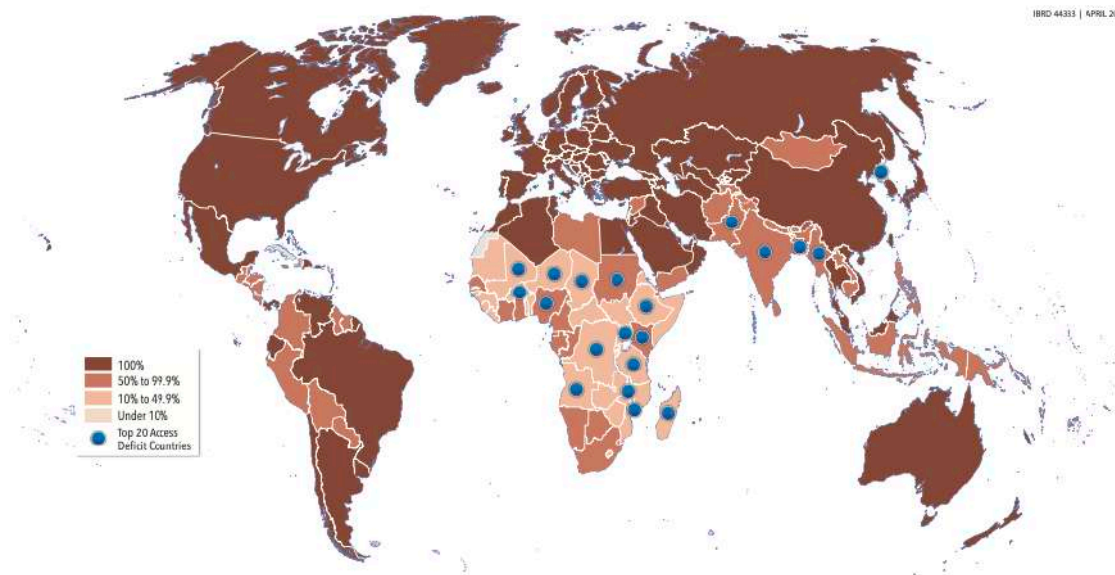 IBRD 44333 | APRIL 20
100%
50% to 99.9%
10% to 49.9%
Under 10%
Top 20 Access
Deficit Countries